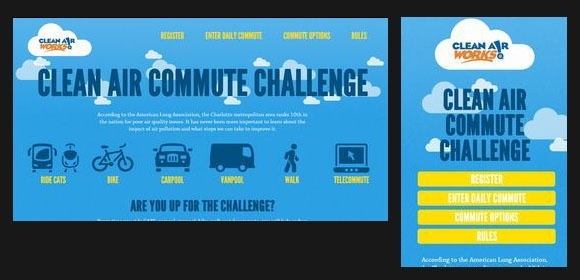 CLEAN AIR
WORKS!
REGISTER
ENTER DAILY COMMUTE
COMMUTE OPTIONS
RULES
CLEAN AIR COMMUTE CHALLENGE
According to the American Lung Association, the Charlotte metropolitan area ranks 10th in
the nation for poor air quality issues. It has never been more important to learn about the
impact of air pollution and what steps we can take to improve it.
RIDE CATS
BIKE
CARPOOL
VANPOOL
WALK
TELECOMMUTE
ARE YOU UP FOR THE CHALLENGE?
CLEAN AIR
WORKS!
CLEAN AIR
COMMUTE
CHALLENGE
REGISTER
ENTER DAILY COMMUTE
COMMUTE OPTIONS
RULES
According to the American Lung Association,